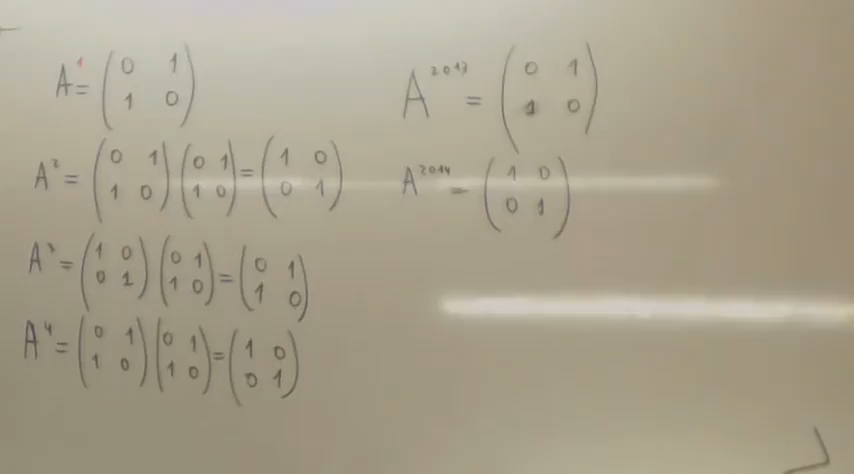 A¹ = (0 1
1 0)
A² = (0 1
1 0) (0 1
1 0) = (1 0
0 1)
A³ = (1 0
0 1) (0 1
1 0) = (0 1
1 0)
A⁴ = (0 1
1 0) (0 1
1 0) = (1 0
0 1)
A²⁰¹³ = (0 1
1 0)
A²⁰¹⁴ = (1 0
0 1)